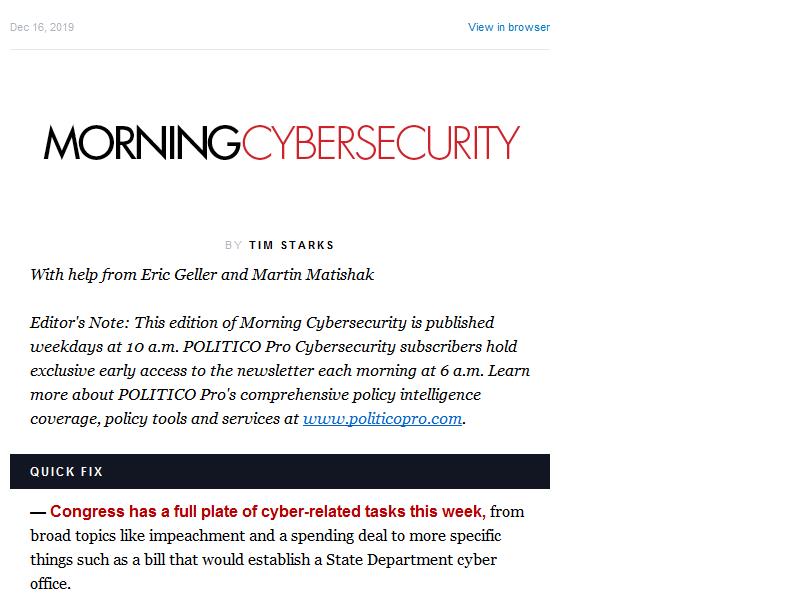 Dec 16, 2019 View in browser
MORNINGCYBERSECURITY
BY TIM STARKS
With help from Eric Geller and Martin Matishak
Editor's Note: This edition of Morning Cybersecurity is published
weekdays at 10 a.m. POLITICO Pro Cybersecurity subscribers hold
exclusive early access to the newsletter each morning at 6 a.m. Learn
more about POLITICO Pro's comprehensive policy intelligence
coverage, policy tools and services at www.politicopro.com.
QUICK FIX
— Congress has a full plate of cyber-related tasks this week, from
broad topics like impeachment and a spending deal to more specific
things such as a bill that would establish a State Department cyber
office.